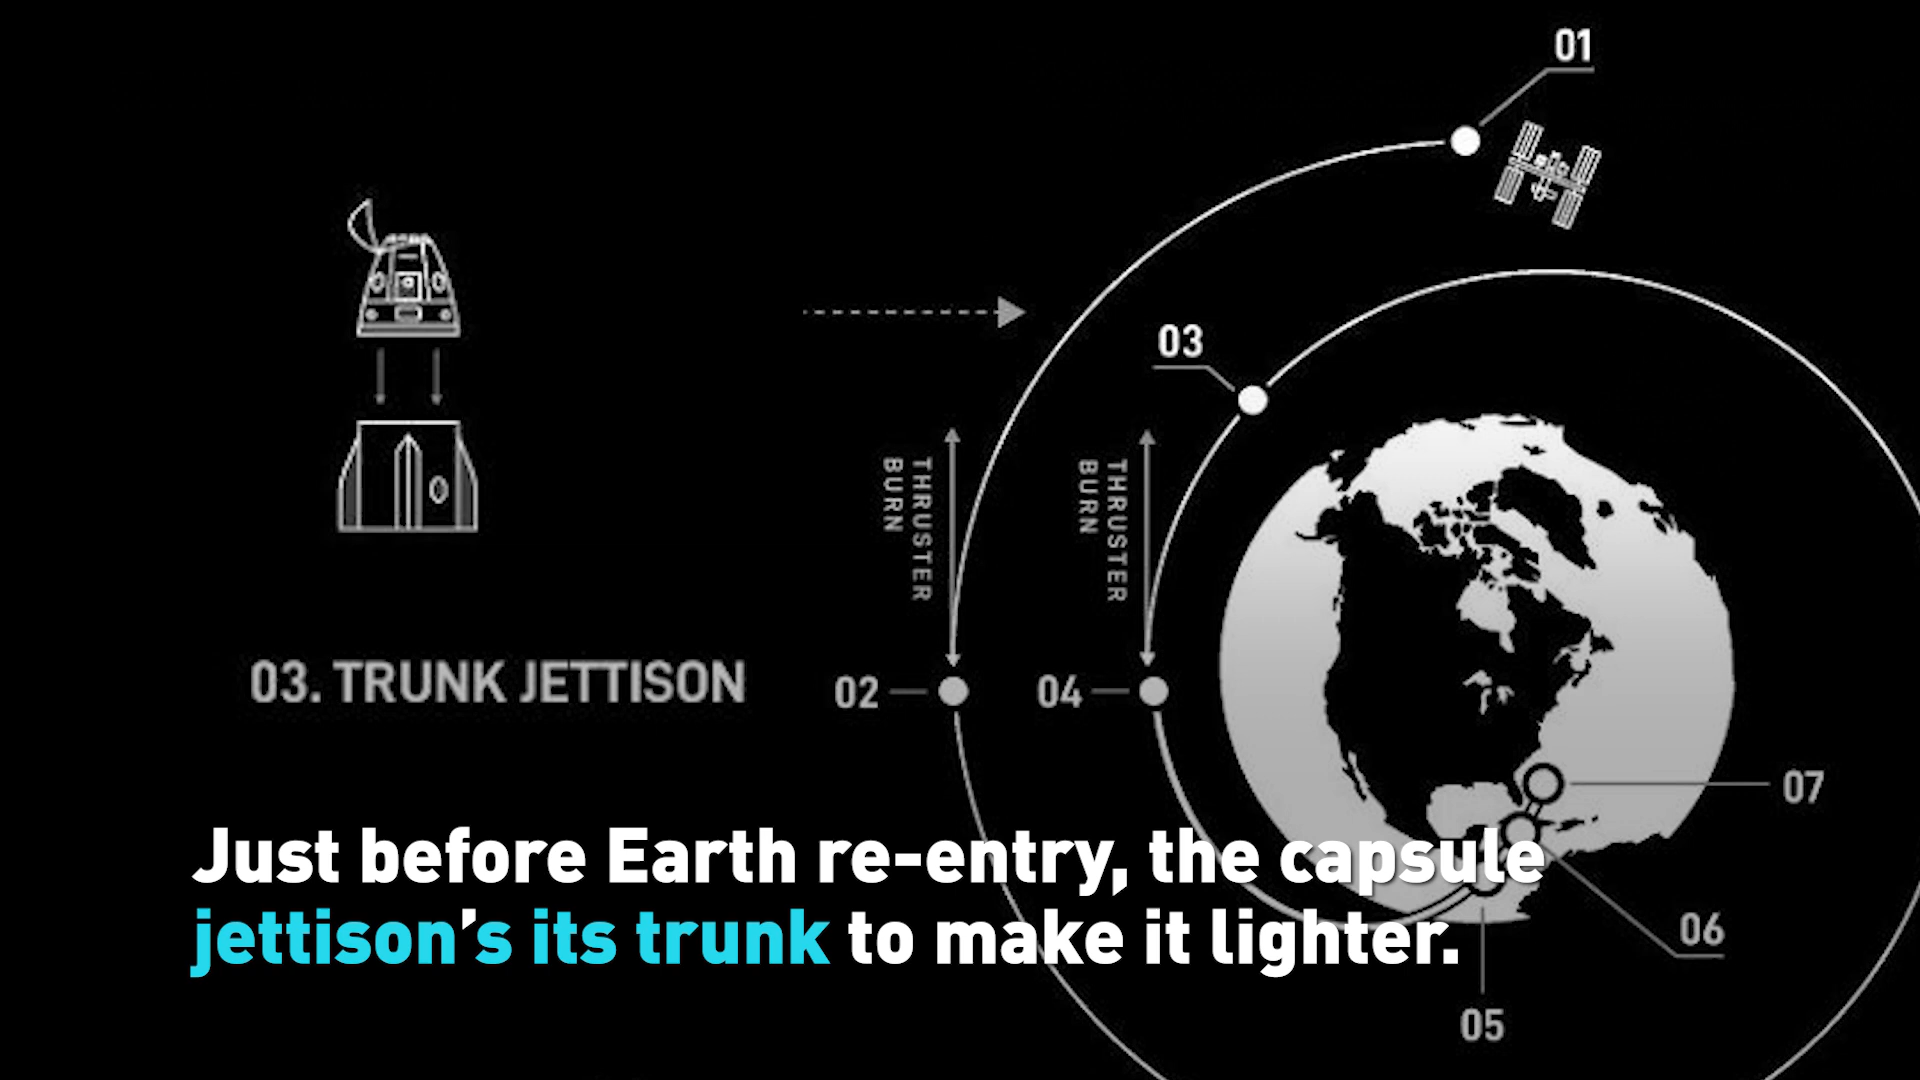 01
03
THRUSTER
BURN
THRUSTER
BURN
03. TRUNK JETTISON
02
04
07
Just before Earth re-entry, the capsule
jettison’s its trunk to make it lighter.
06
05